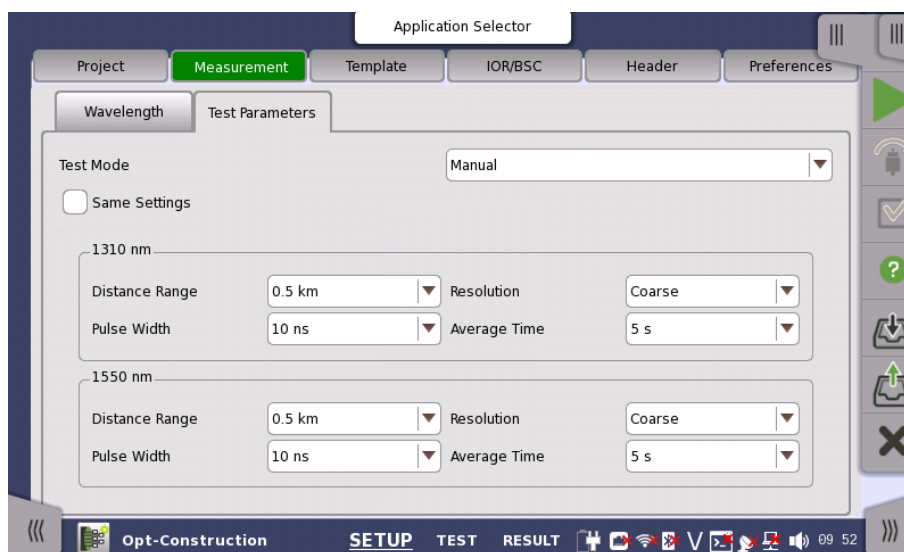 Application Selector
Project Measurement Template IOR/BSC Header Preferences
Wavelength Test Parameters
Test Mode Manual
Same Settings
1310 nm
Distance Range 0.5 km Resolution Coarse
Pulse Width 10 ns Average Time 5 s
1550 nm
Distance Range 0.5 km Resolution Coarse
Pulse Width 10 ns Average Time 5 s
Opt-Construction SETUP TEST RESULT V 09 52